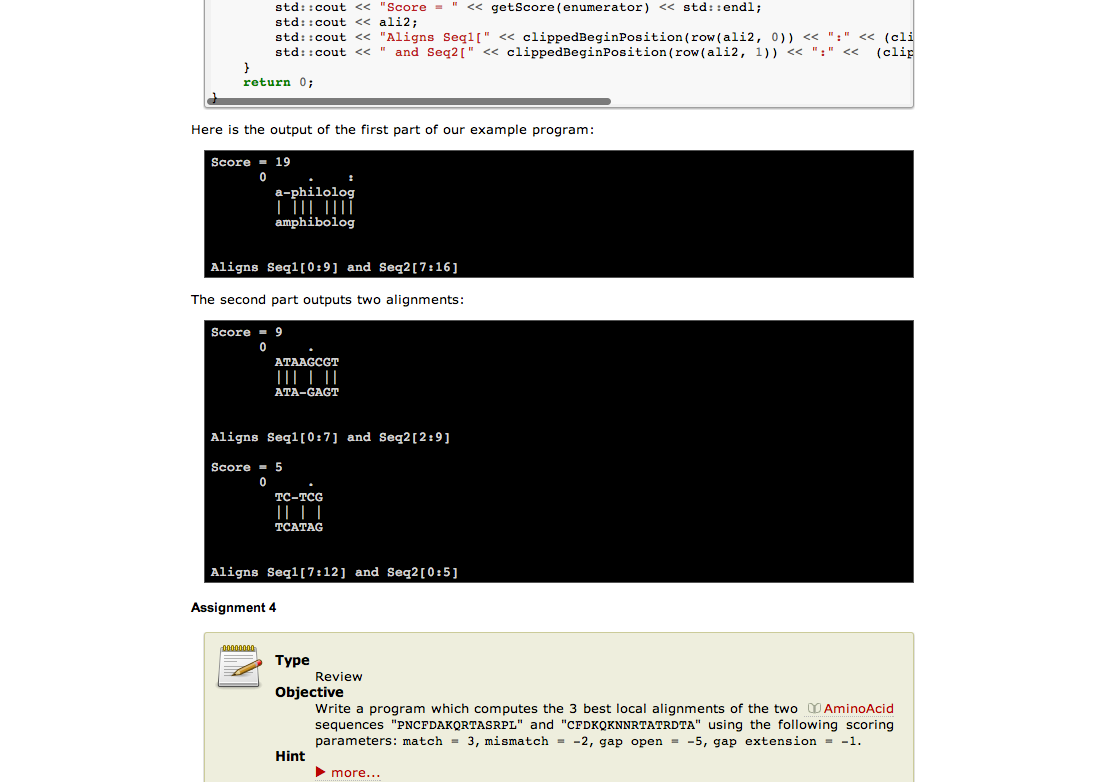 std::cout << "Score = " << getScore(enumerator) << std::endl;
std::cout << ali2;
std::cout << "Aligns Seq1[" << clippedBeginPosition(row(ali2, 0)) << ":" << (cli
std::cout << " and Seq2[" << clippedBeginPosition(row(ali2, 1)) << ":" <<  (clip
}
return 0;
}
Here is the output of the first part of our example program:
Score = 19
0     .    :
a-philolog
| ||| ||||
amphibolog
Aligns Seq1[0:9] and Seq2[7:16]
The second part outputs two alignments:
Score = 9
0     .
ATAAGCGT
||| | ||
ATA-GAGT
Aligns Seq1[0:7] and Seq2[2:9]
Score = 5
0     .
TC-TCG
|| | |
TCATAG
Aligns Seq1[7:12] and Seq2[0:5]
Assignment 4
Type
Review
Objective
Write a program which computes the 3 best local alignments of the two AminoAcid
sequences "PNCFDAKQRTASRPL" and "CFDKQKNNRTATRDTA" using the following scoring
parameters: match = 3, mismatch = -2, gap open = -5, gap extension = -1.
Hint
more...